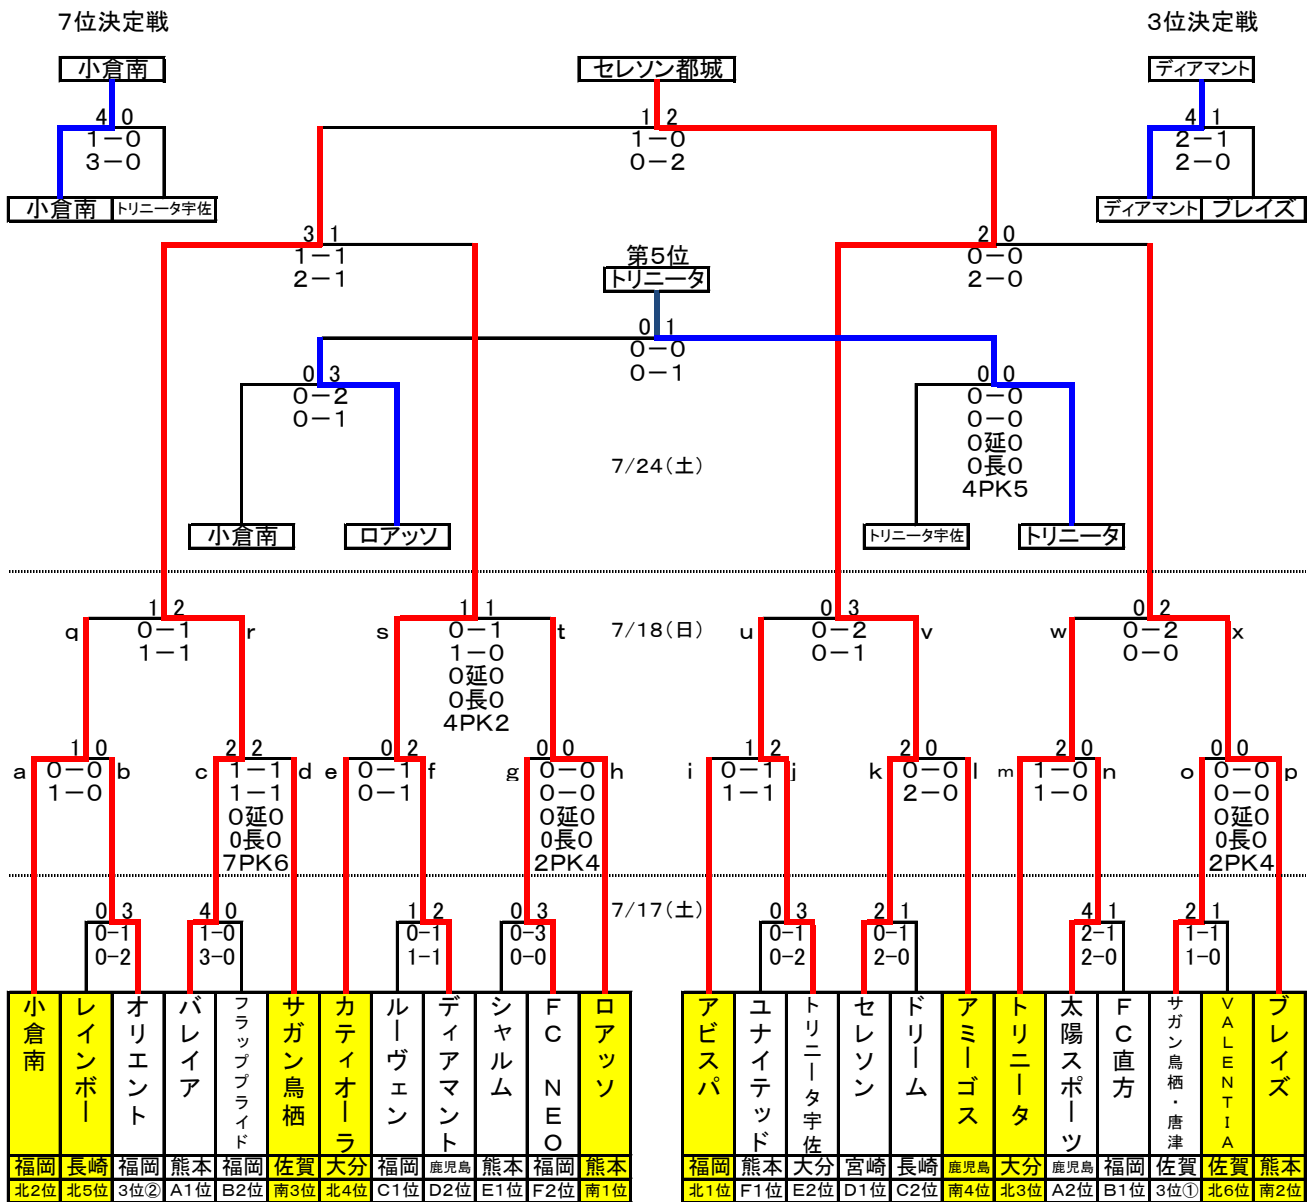 7位決定戦
3位決定戦
小倉南
セレソン都城
ディアマント
4 0
1 2
4 1
1－0
1－0
2－1
3－0
0－2
2－0
小倉南 トリニータ宇佐
ディアマント ブレイズ
3 1
2 0
1－1
第5位
0－0
2－1
トリニータ
2－0
0 1
0－0
0－1
0 3
0 0
0－2
0－0
0－1
0－0
0延0
7/24(土)
0長0
4PK5
小倉南 ロアッソ
トリニータ宇佐 トリニータ
1 2
1 1
0 3
0 2
q 0－1 r
s 0－1 t
7/18(日)
u 0－2 v
w 0－2 x
1－1
1－0
0－1
0－0
0延0
0長0
4PK2
1 0
2 2
0 2
0 0
1 2
2 0
2 0
0 0
a 0－0 b
c 1－1 d
e 0－1 f
g 0－0 h
i 0－1 j
k 0－0 l
m 1－0 n
o 0－0 p
1－0
1－1
0－1
0－0
1－1
2－0
1－0
0－0
0延0
0延0
0延0
0長0
0長0
0長0
7PK6
2PK4
2PK4
0 3
4 0
1 2
0 3
7/17(土)
0 3
2 1
4 1
2 1
0-1
1-0
0-1
0-3
0-1
0-1
2-1
1-1
0-2
3-0
1-1
0-0
0-2
2-0
2-0
1-0
小倉南
レインボー
オリエント
バレイア
フラッププライド
サガン鳥栖
カティオーラ
ルーヴェン
ディアマント
シャルム
FC NEO
ロアッソ
アビスパ
ユナイテッド
トリニータ宇佐
セレソン
ドリーム
アミーゴス
トリニータ
太陽スポーツ
FC直方
サガン鳥栖・唐津
VALENTIA
ブレイズ
福岡 長崎 福岡 熊本 福岡 佐賀 大分 福岡 鹿児島 熊本 福岡 熊本
福岡 熊本 大分 宮崎 長崎 鹿児島 大分 鹿児島 福岡 佐賀 佐賀 熊本
北2位 北5位 3位② A1位 B2位 南3位 北4位 C1位 D2位 E1位 F2位 南1位
北1位 F1位 E2位 D1位 C2位 南4位 北3位 A2位 B1位 3位① 北6位 南2位